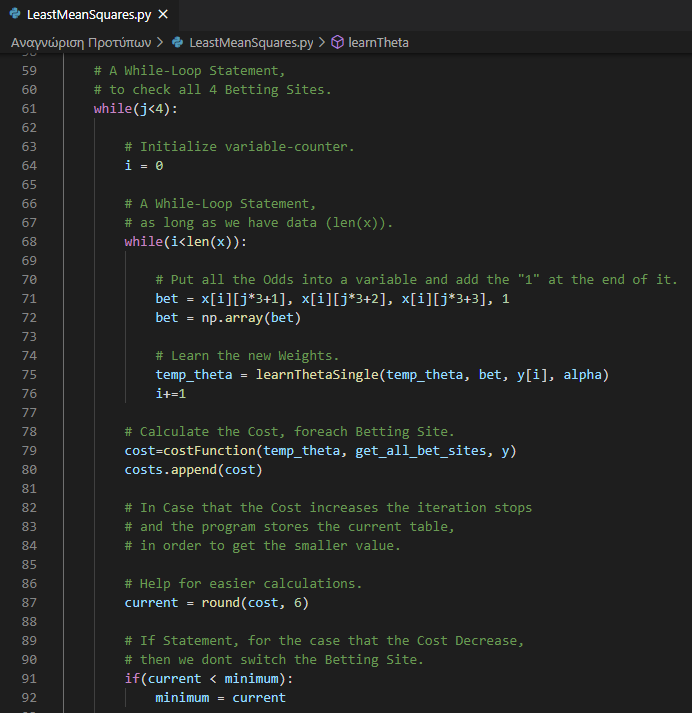 LeastMeanSquares.py ×
Αναγνώριση Προτύπων > LeastMeanSquares.py > learnTheta
59 # A While-Loop Statement,
60 # to check all 4 Betting Sites.
61 while(j<4):
62
63 # Initialize variable-counter.
64 i = 0
65
66 # A While-Loop Statement,
67 # as long as we have data (len(x)).
68 while(i<len(x)):
69
70 # Put all the Odds into a variable and add the "1" at the end of it.
71 bet = x[i][j*3+1], x[i][j*3+2], x[i][j*3+3], 1
72 bet = np.array(bet)
73
74 # Learn the new Weights.
75 temp_theta = learnThetaSingle(temp_theta, bet, y[i], alpha)
76 i+=1
77
78 # Calculate the Cost, foreach Betting Site.
79 cost=costFunction(temp_theta, get_all_bet_sites, y)
80 costs.append(cost)
81
82 # In Case that the Cost increases the iteration stops
83 # and the program stores the current table,
84 # in order to get the smaller value.
85
86 # Help for easier calculations.
87 current = round(cost, 6)
88
89 # If Statement, for the case that the Cost Decrease,
90 # then we dont switch the Betting Site.
91 if(current < minimum):
92 minimum = current